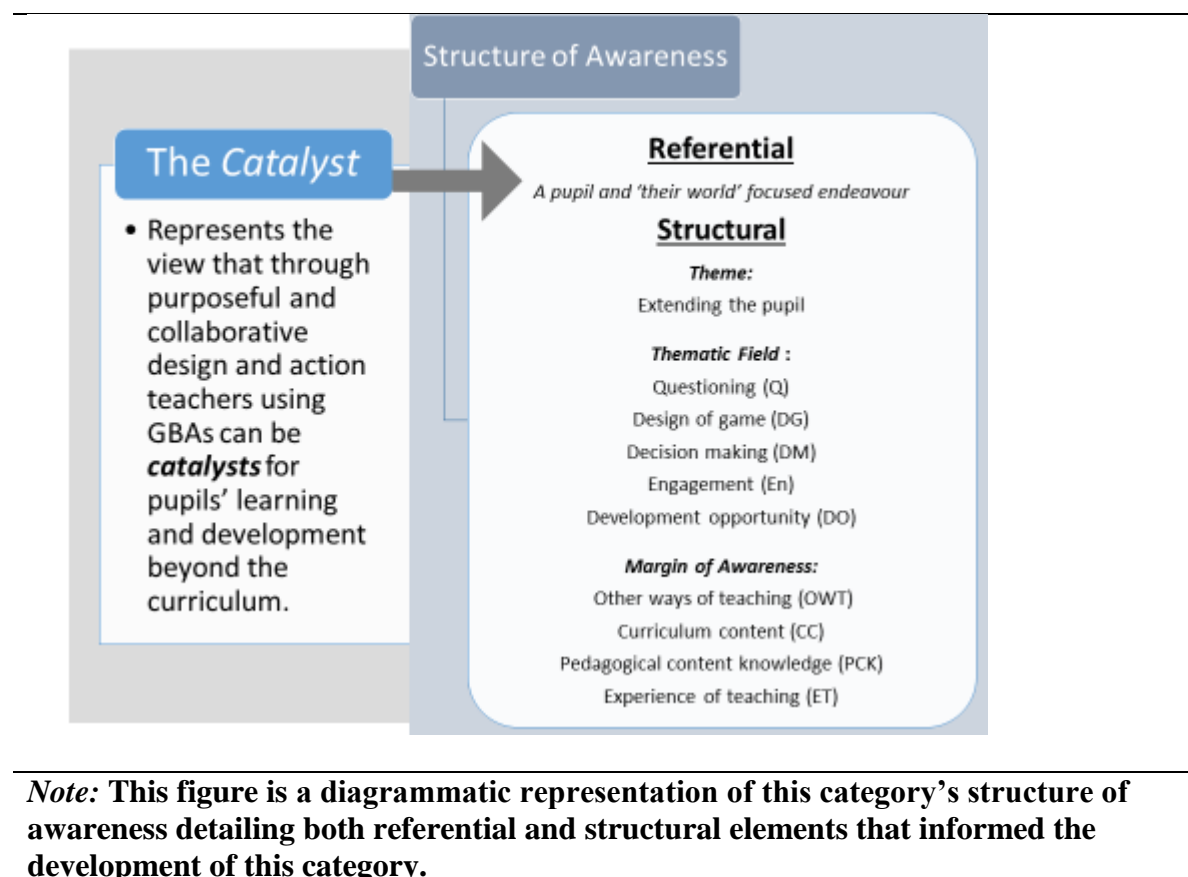 Structure of Awareness
The Catalyst
• Represents the
view that through
purposeful and
collaborative
design and action
teachers using
GBAs can be
catalysts for
pupils’ learning
and development
beyond the
curriculum.
Referential
A pupil and ‘their world’ focused endeavour
Structural
Theme:
Extending the pupil
Thematic Field :
Questioning (Q)
Design of game (DG)
Decision making (DM)
Engagement (En)
Development opportunity (DO)
Margin of Awareness:
Other ways of teaching (OWT)
Curriculum content (CC)
Pedagogical content knowledge (PCK)
Experience of teaching (ET)
Note: This figure is a diagrammatic representation of this category’s structure of
awareness detailing both referential and structural elements that informed the
development of this category.